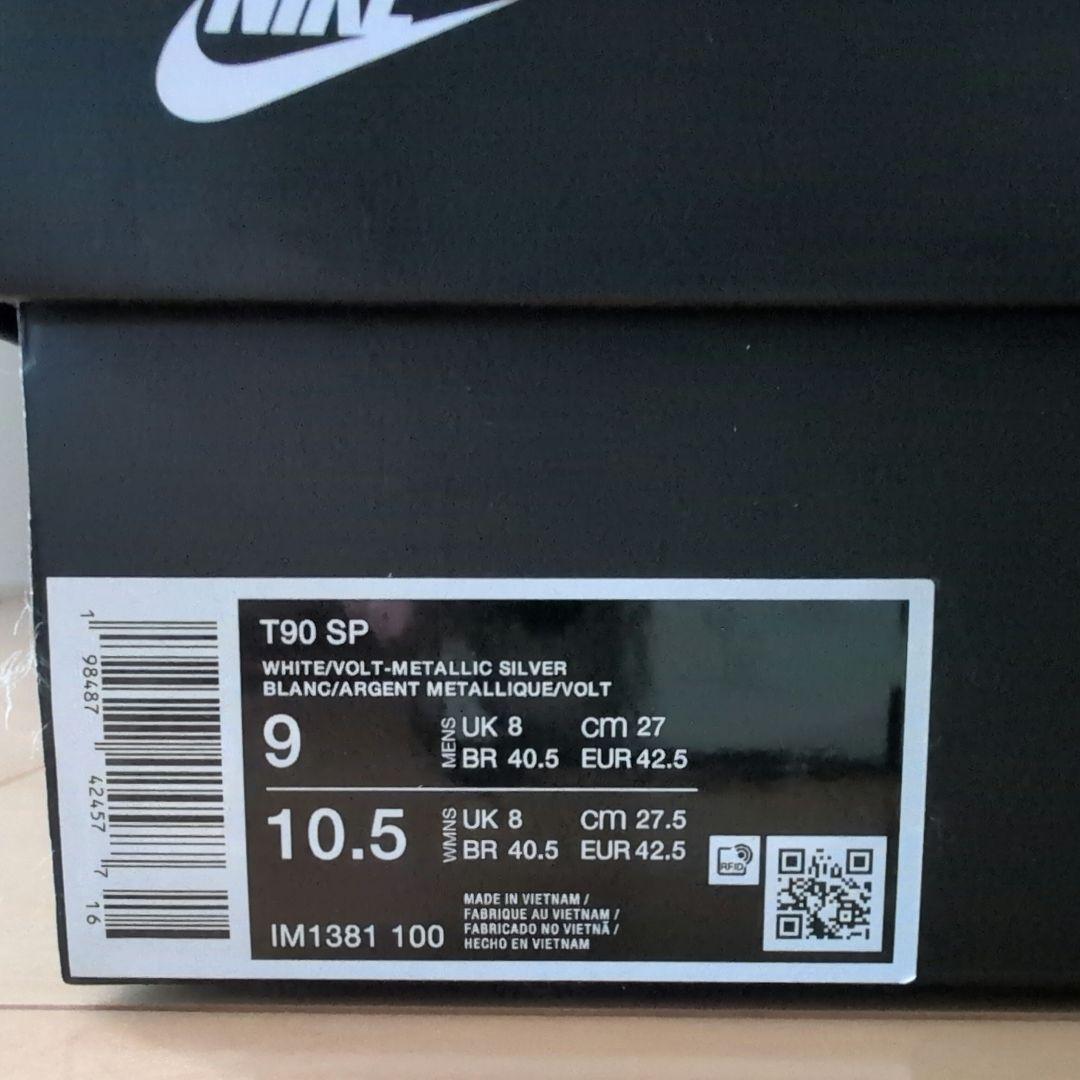 NIKE
T90 SP
WHITE/VOLT-METALLIC SILVER
BLANC/ARGENT METALLIQUE/VOLT
9 MENS UK 8 cm 27
BR 40.5 EUR 42.5
10.5 WMNS UK 8 cm 27.5
BR 40.5 EUR 42.5
RFID
MADE IN VIETNAM /
FABRIQUE AU VIETNAM /
FABRICADO NO VIETNÃ /
HECHO EN VIETNAM
IM1381 100
1 98487 42457 7 16